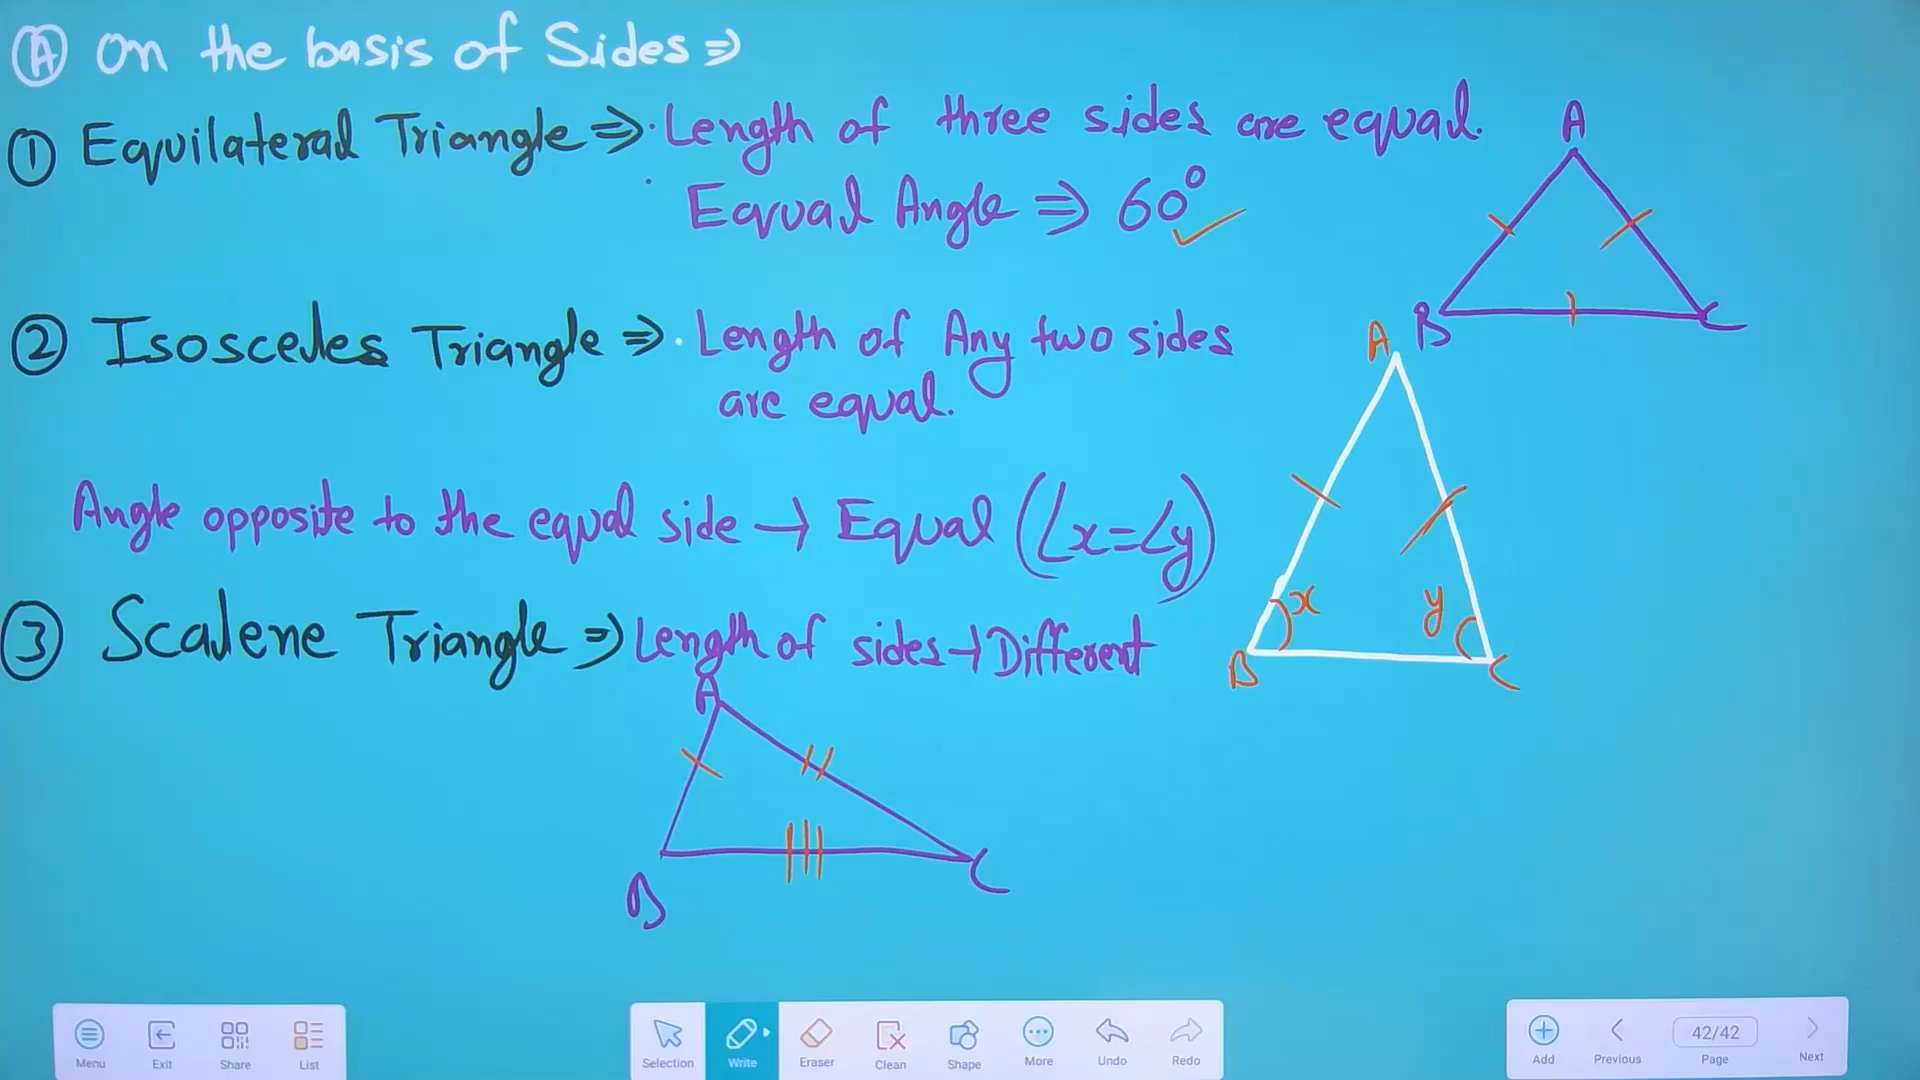 Ⓐ On the basis of Sides ⇒
① Equilateral Triangle ⇒ · Length of three sides are equal.
· Equal Angle ⇒ 60°
A
B
C
② Isosceles Triangle ⇒ · Length of Any two sides
are equal.
A
Angle opposite to the equal side → Equal (∠x=∠y)
x
y
B
C
③ Scalene Triangle ⇒ Length of sides → Different
A
B
C
Menu
Exit
Share
List
Selection
Write
Eraser
Clean
Shape
More
Undo
Redo
Add
Previous
42/42
Page
Next